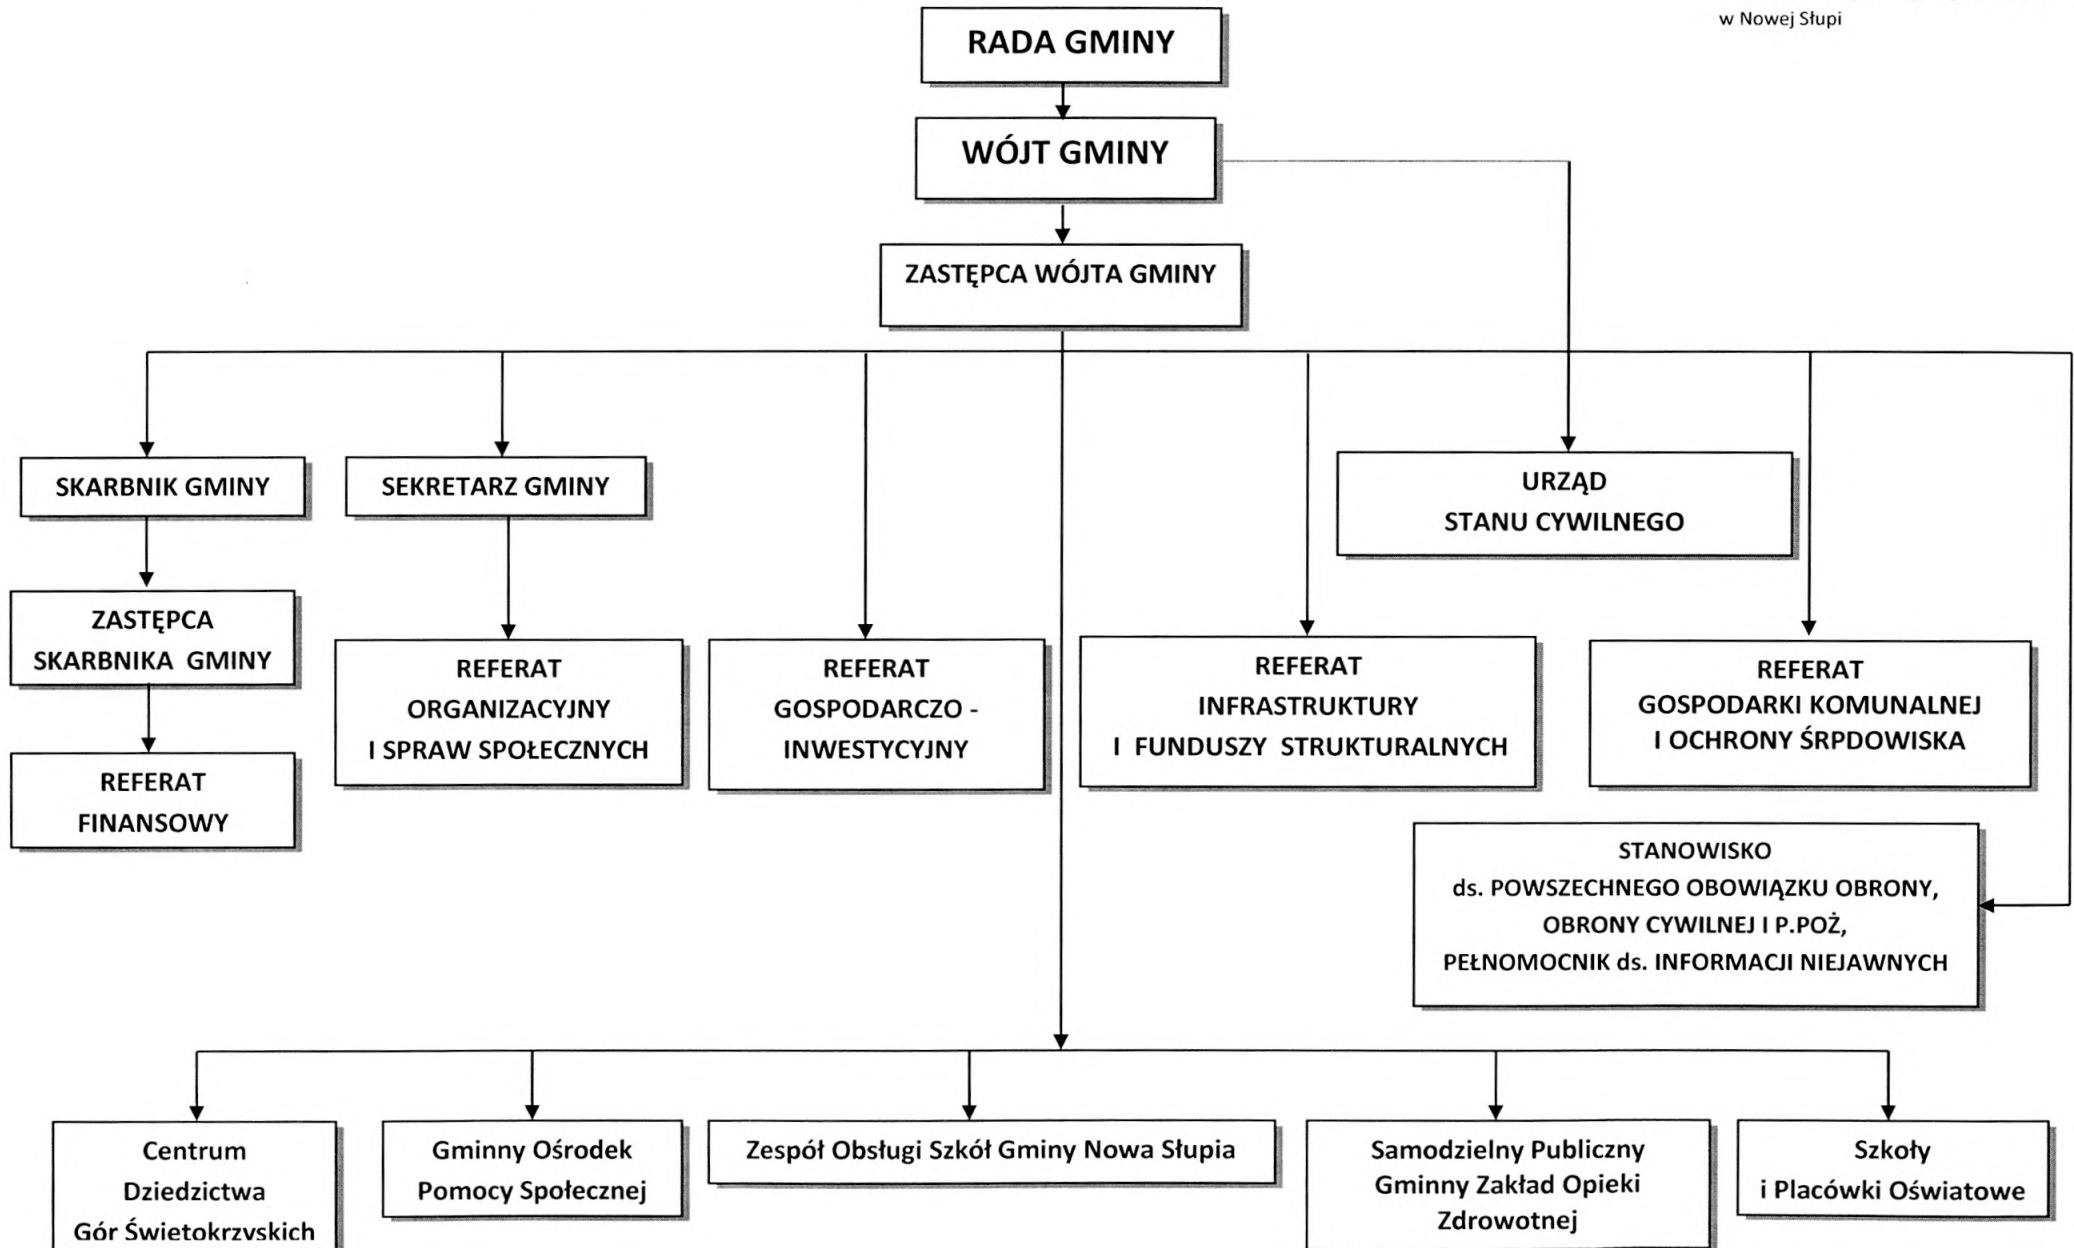 w Nowej Słupi
RADA GMINY
WÓJT GMINY
ZASTĘPCA WÓJTA GMINY
SKARBNIK GMINY
SEKRETARZ GMINY
URZĄD
STANU CYWILNEGO
ZASTĘPCA
SKARBNIKA GMINY
REFERAT
ORGANIZACYJNY
I SPRAW SPOŁECZNYCH
REFERAT
GOSPODARCZO -
INWESTYCYJNY
REFERAT
INFRASTRUKTURY
I FUNDUSZY STRUKTURALNYCH
REFERAT
GOSPODARKI KOMUNALNEJ
I OCHRONY ŚRPDOWISKA
REFERAT
FINANSOWY
STANOWISKO
ds. POWSZECHNEGO OBOWIĄZKU OBRONY,
OBRONY CYWILNEJ I P.POŻ,
PEŁNOMOCNIK ds. INFORMACJI NIEJAWNYCH
Centrum
Dziedzictwa
Gór Świętokrzyskich
Gminny Ośrodek
Pomocy Społecznej
Zespół Obsługi Szkół Gminy Nowa Słupia
Samodzielny Publiczny
Gminny Zakład Opieki
Zdrowotnej
Szkoły
i Placówki Oświatowe